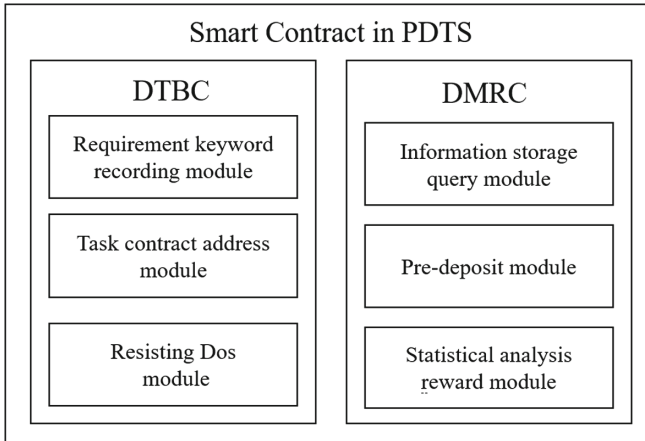 Smart Contract in PDTS
DTBC
Requirement keyword
recording module
Task contract address
module
Resisting Dos
module
DMRC
Information storage
query module
Pre-deposit module
Statistical analysis
reward module